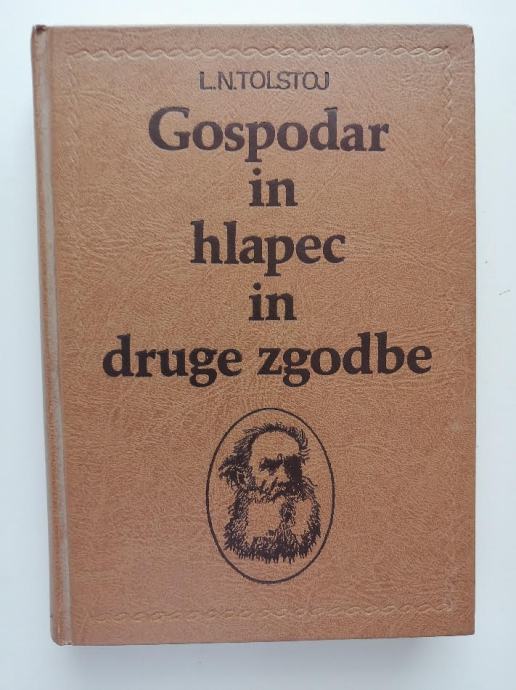 L.N.TOLSTOJ
Gospodar
in
hlapec
in
druge zgodbe